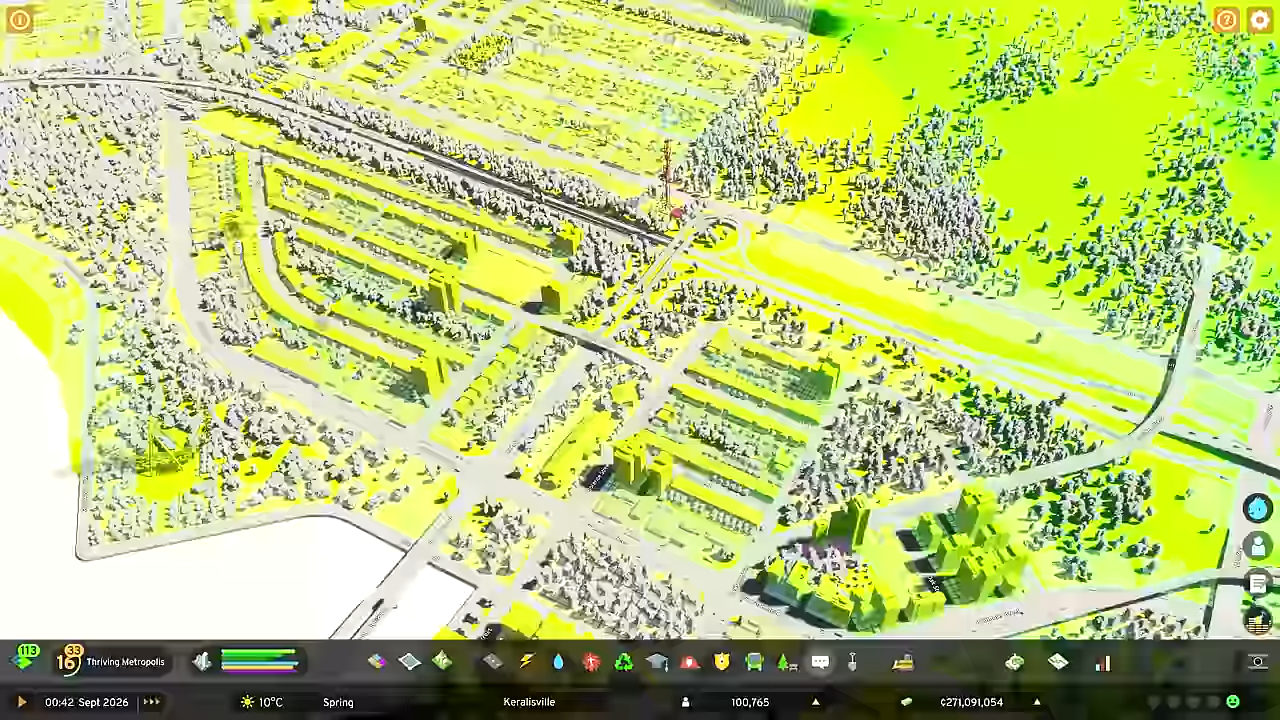 113
33
16
Thriving Metropolis
00:42 Sept 2026
10°C
Spring
Keralisville
100,765
¢271,091,054